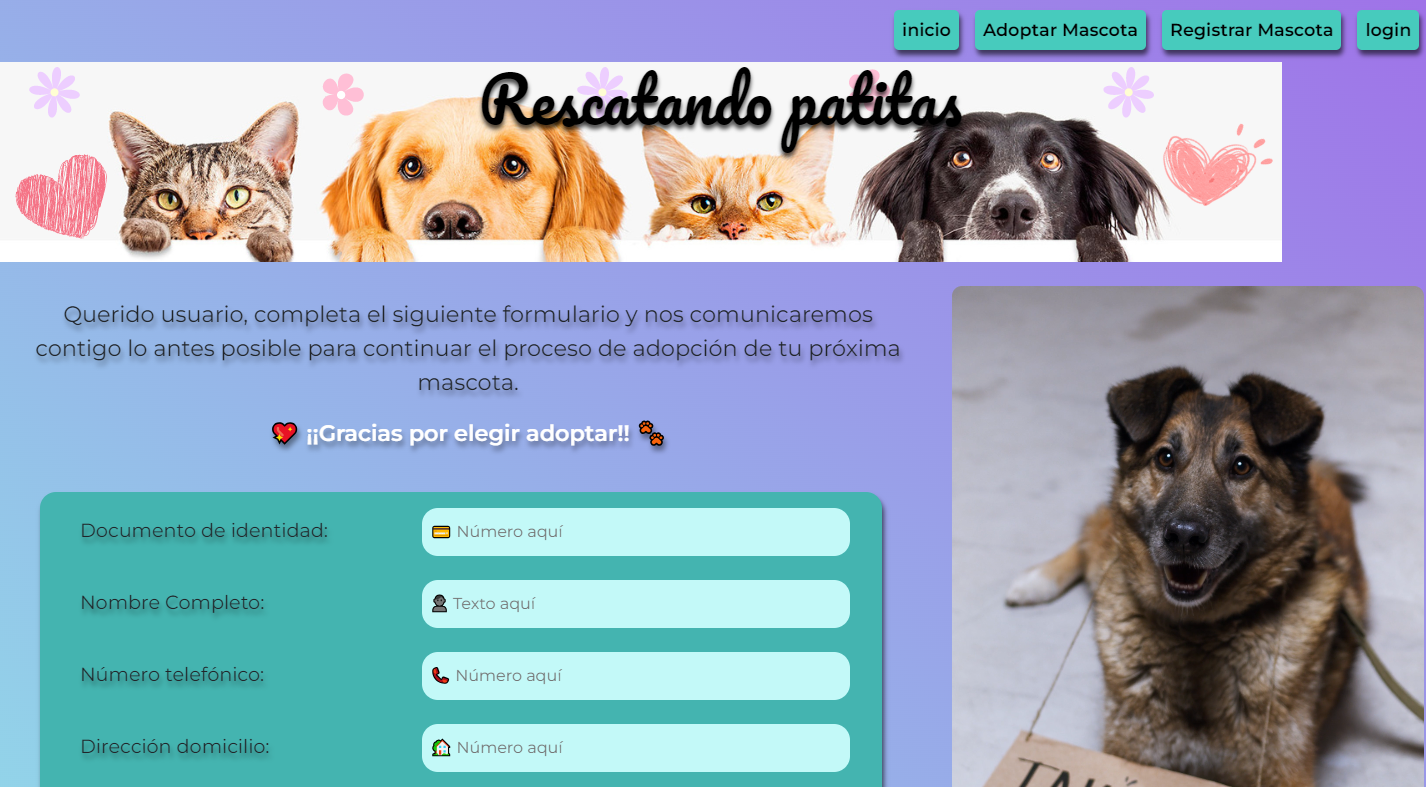 inicio Adoptar Mascota Registrar Mascota login
Rescatando patitas
Querido usuario, completa el siguiente formulario y nos comunicaremos
contigo lo antes posible para continuar el proceso de adopción de tu próxima
mascota.
💖 ¡¡Gracias por elegir adoptar!! 🐾
Documento de identidad:
💳 Número aquí
Nombre Completo:
👤 Texto aquí
Número telefónico:
📞 Número aquí
Dirección domicilio:
🏡 Número aquí